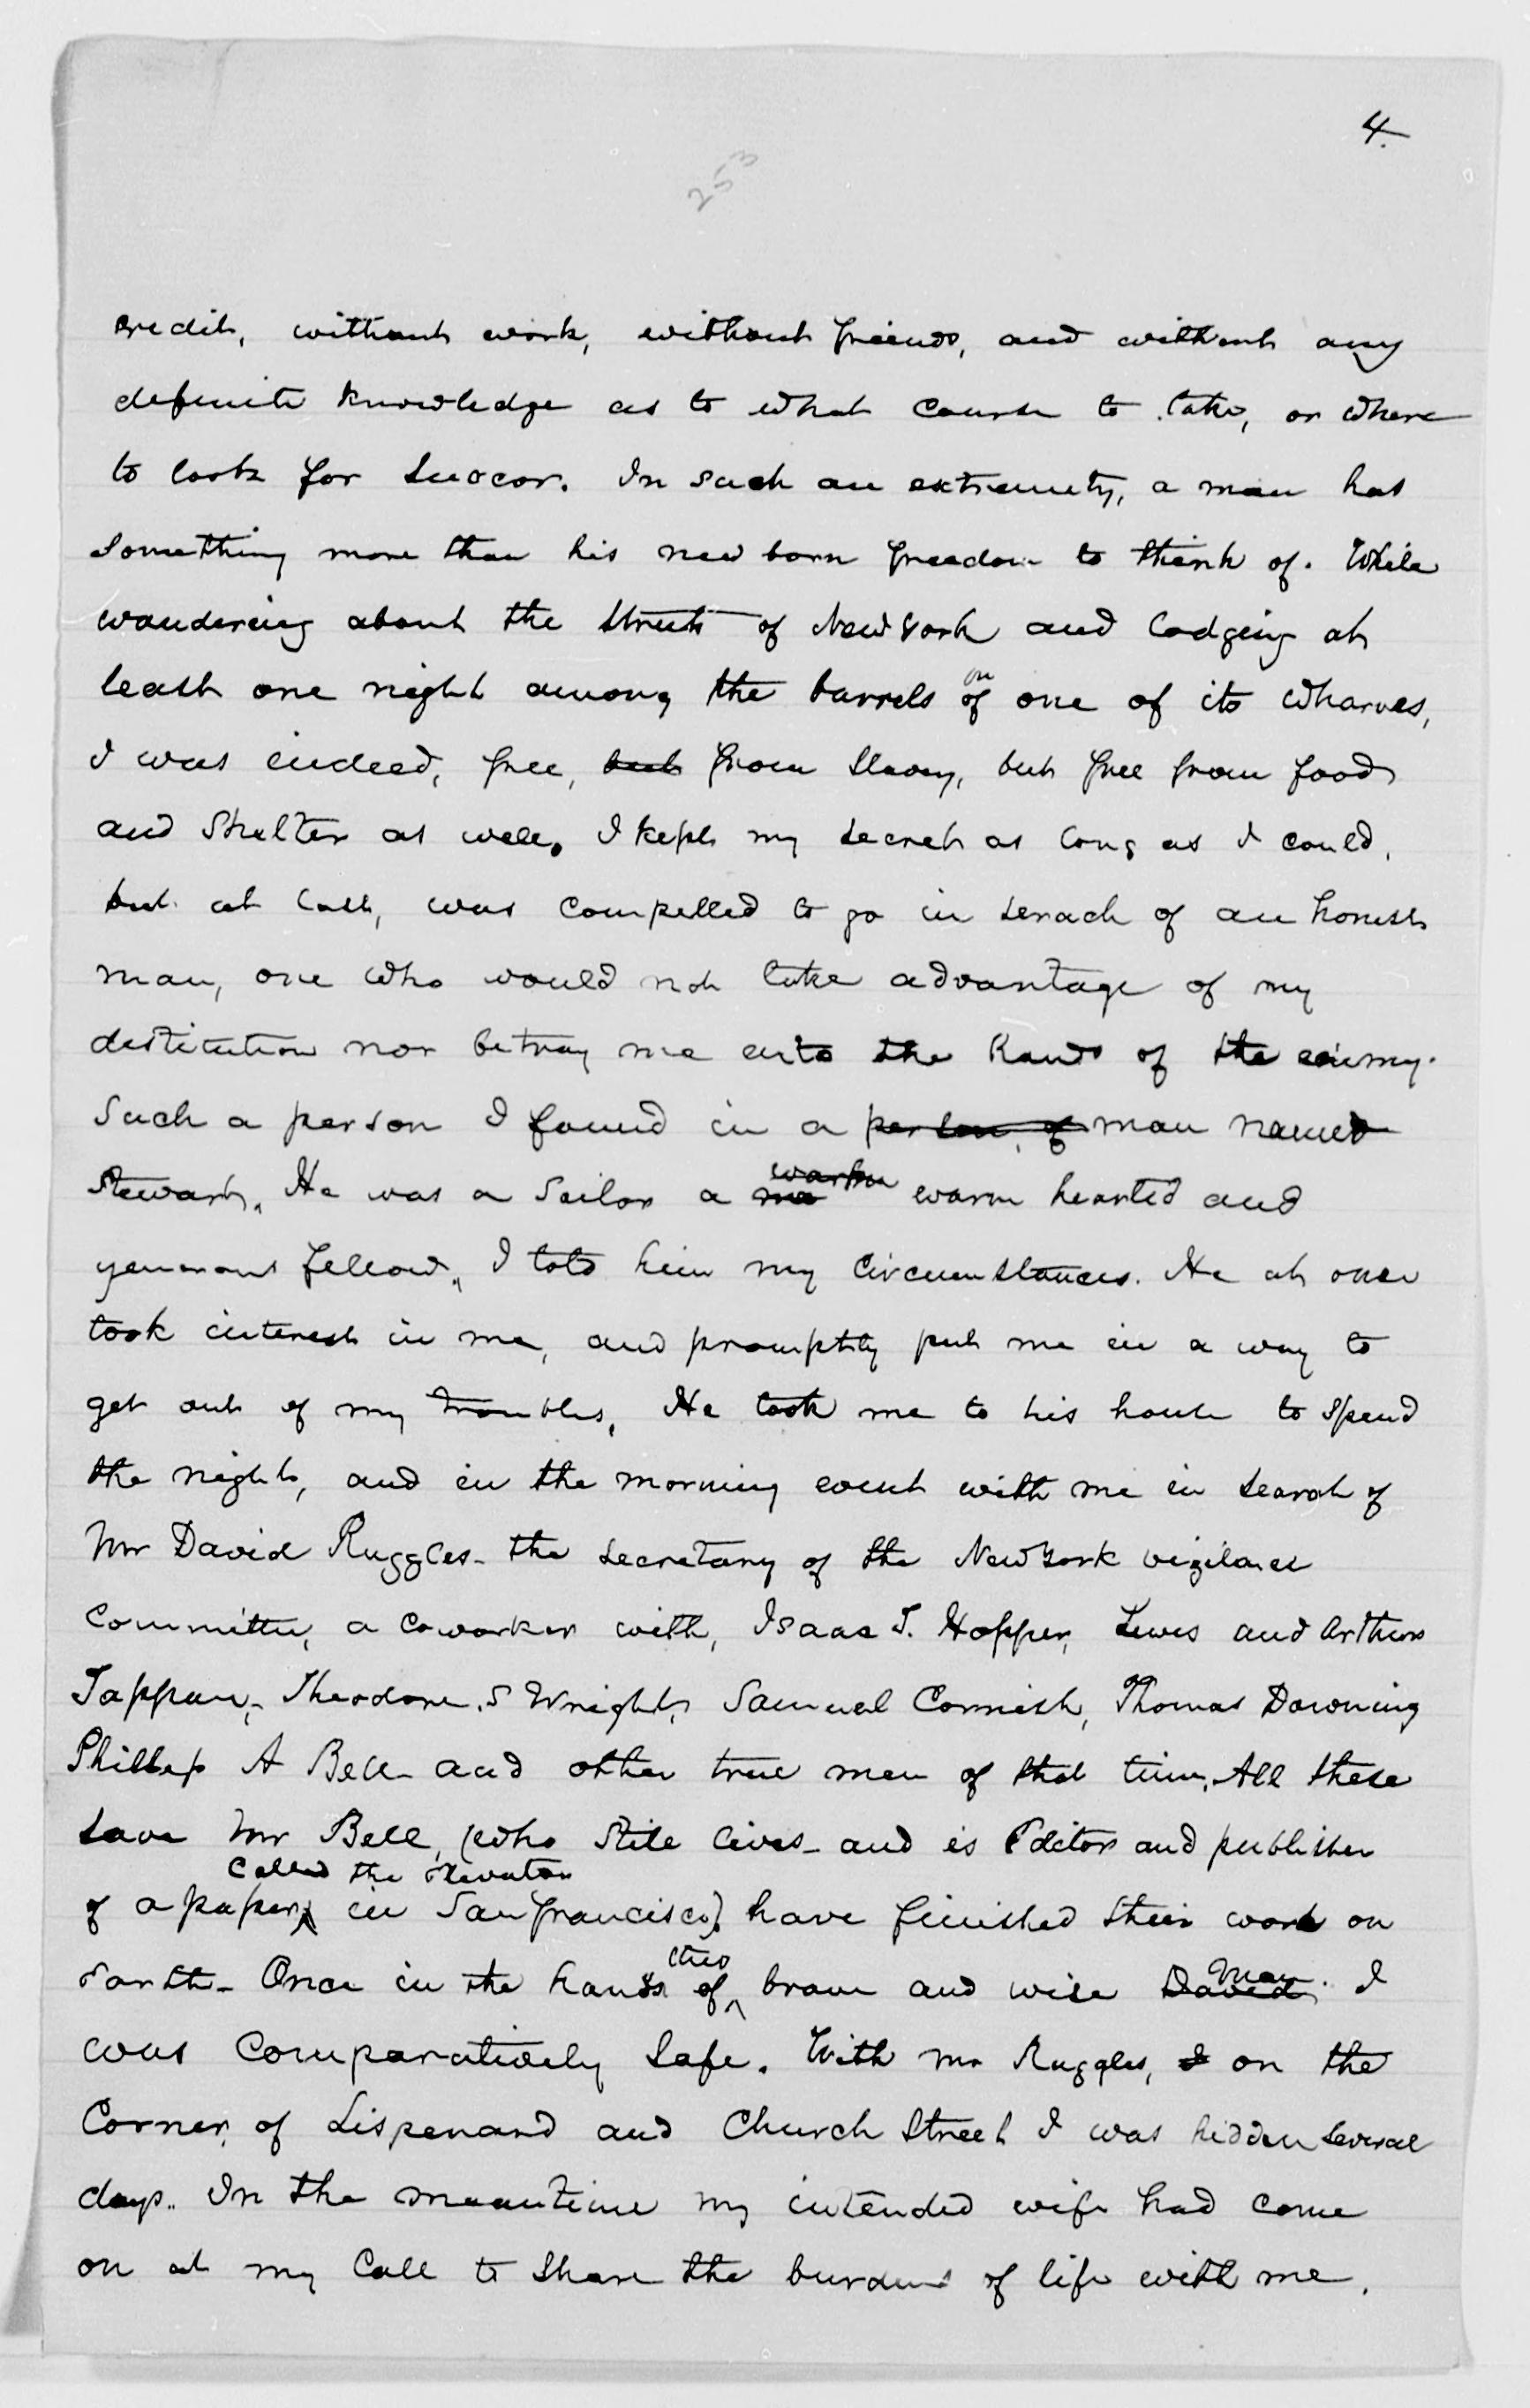 4.
253
credit, without work, without friends, and without any
definite knowledge as to what course to take, or where
to look for succor. In such an extremity, a man has
something more than his new born freedom to think of. While
wandering about the streets of New York and lodging at
on
least one night among the barrels of one of its wharves,
I was indeed, free, but from slavery, but free from food
and shelter as well. I kept my secret as long as I could,
but at last, was compelled to go in serach of an honest
man, one who would not take advantage of my
destitution nor betray me into the hands of the enimy.
Such a person I found in a person, of man named
warm
Stewart. He was a Sailor a ma warm hearted and
generous fellow, I told him my circumstances. He at once
took interest in me, and promptly put me in a way to
get out of my troubles, He took me to his house to spend
the night, and in the morning went with me in search of
Mr David Ruggles - the secretary of the New York vigilance
Committee, a coworker with, Isaac T. Hopper, Lewis and Arthur
Tappan, - Theodore. S Wright, Samuel Cornish, Thomas Downing
Phillip A Bell - and other true men of that time. All these
save Mr Bell, (who still lives - and is Editor and publisher
Called the Elevator
of a paper, in San francisco). have finished their work on
this
earth - Once in the hands of brave and wise David man. I
was comparatively safe. With Mr Ruggles, I on the
Corner, of Lispenard and Church Street I was hidden several
days. In the meantime my intended wife had come
on at my call to share the burdens of life with me.